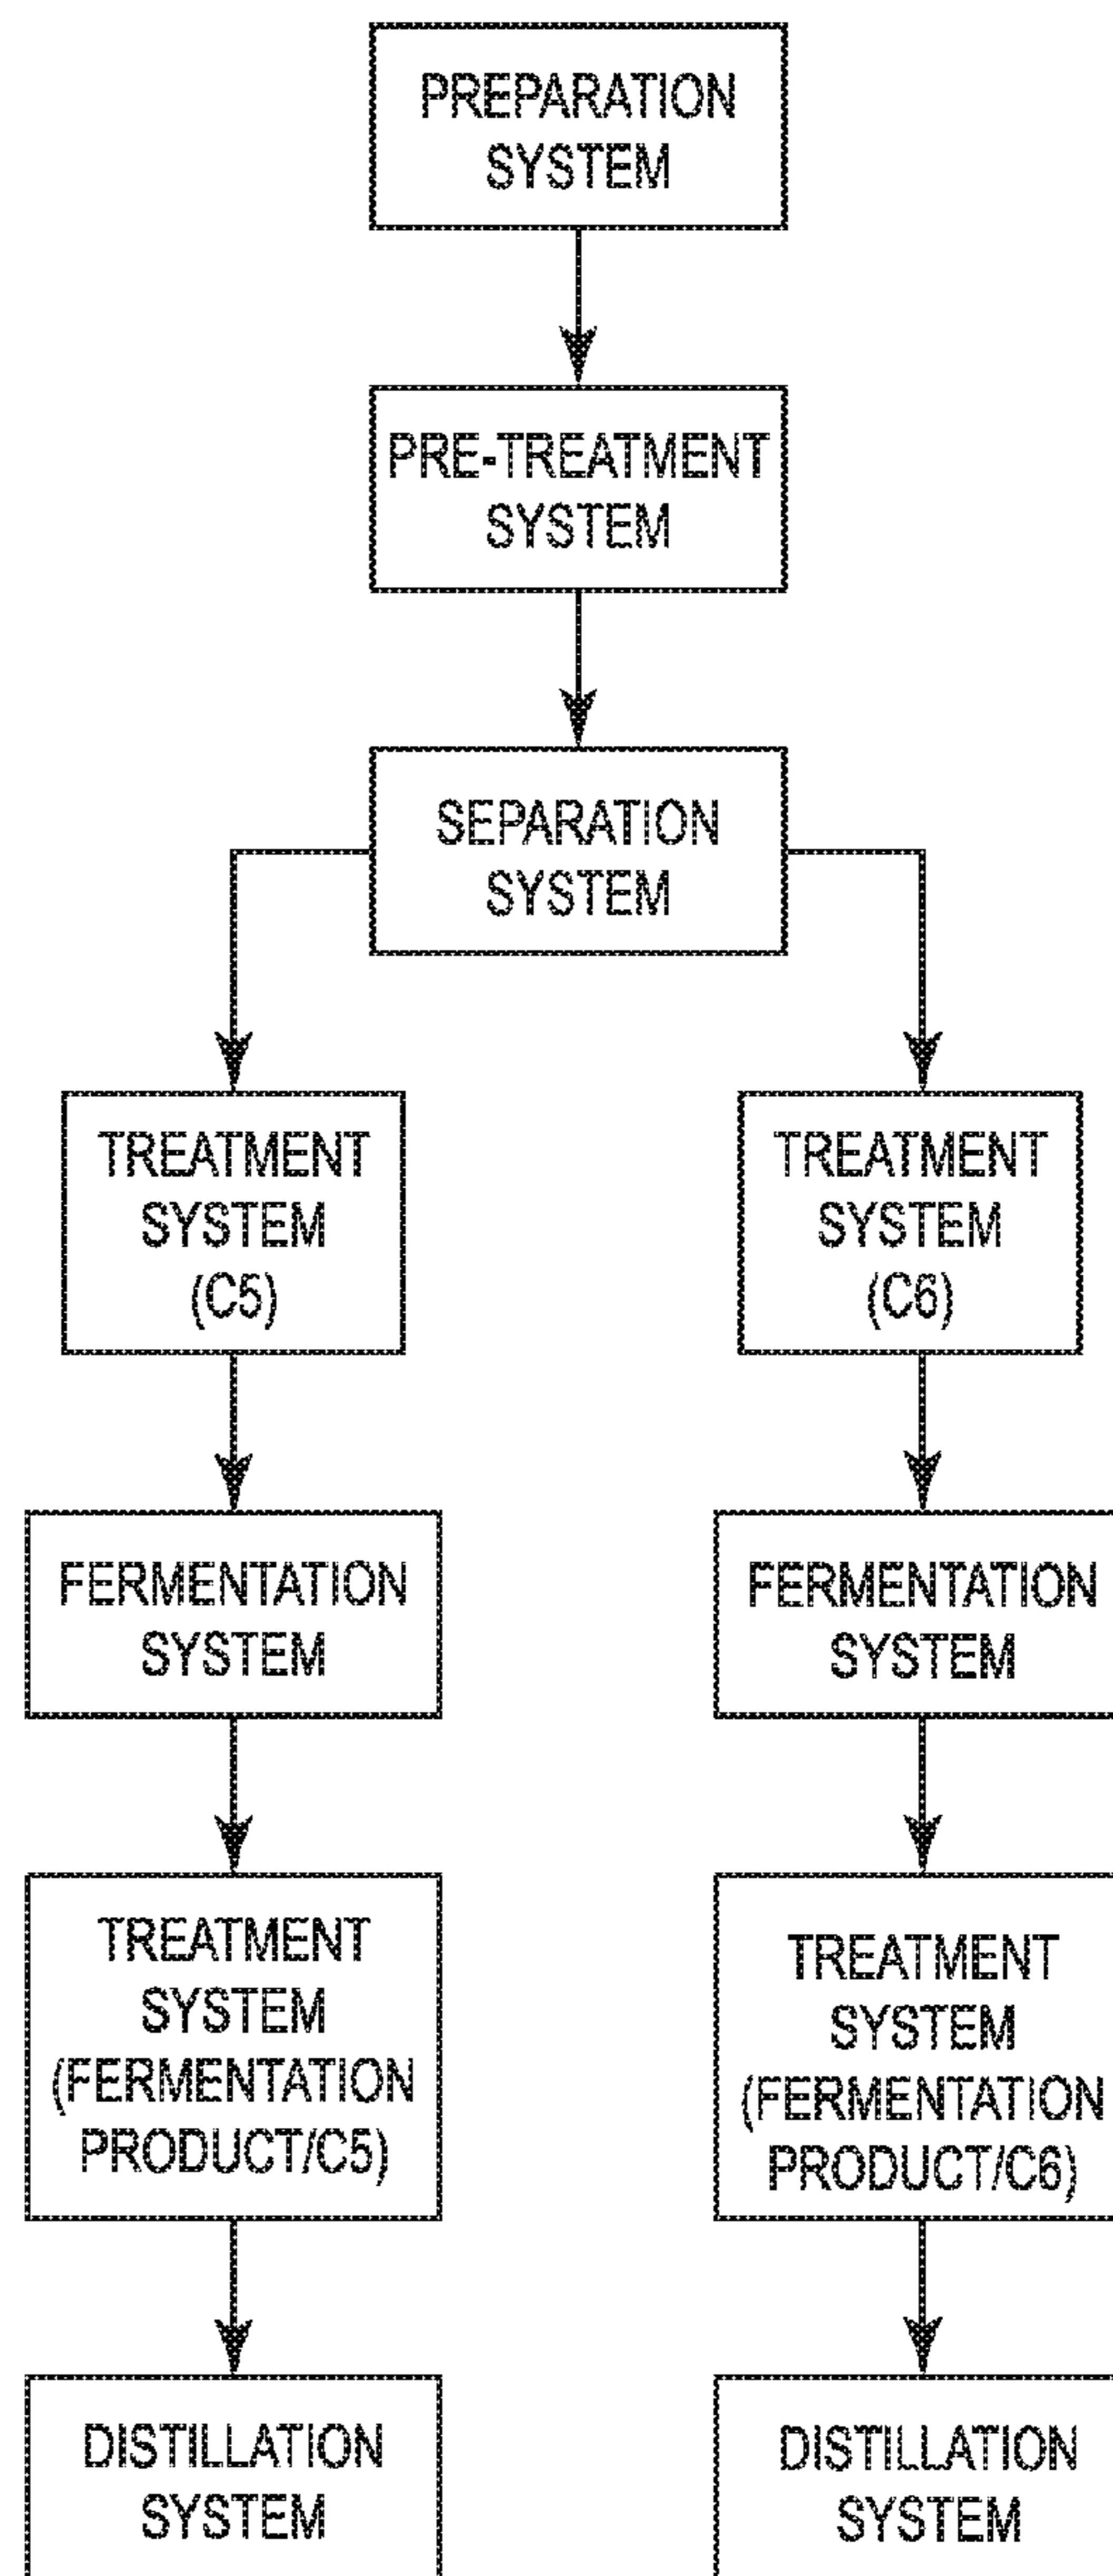 PREPARATION
SYSTEM
PRE-TREATMENT
SYSTEM
SEPARATION
SYSTEM
TREATMENT
SYSTEM
(C5)
TREATMENT
SYSTEM
(C6)
FERMENTATION
SYSTEM
FERMENTATION
SYSTEM
TREATMENT
SYSTEM
(FERMENTATION
PRODUCT/C5)
TREATMENT
SYSTEM
(FERMENTATION
PRODUCT/C6)
DISTILLATION
SYSTEM
DISTILLATION
SYSTEM